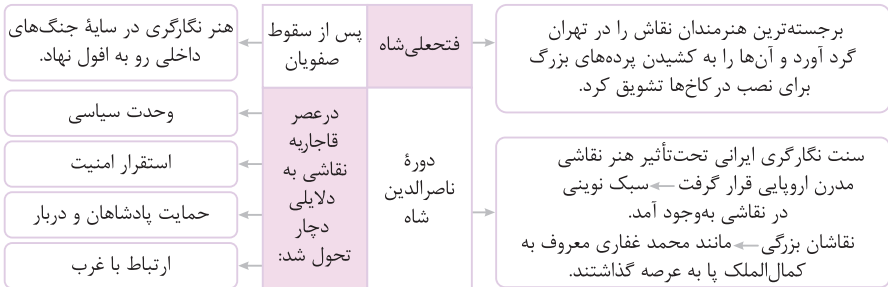 برجسته‌ترین هنرمندان نقاش را در تهران
گرد آورد و آن‌ها را به کشیدن پرده‌های بزرگ
برای نصب در کاخ‌ها تشویق کرد.
فتحعلی‌شاه
پس از سقوط
صفویان
هنر نگارگری در سایهٔ جنگ‌های
داخلی رو به افول نهاد.
سنت نگارگری ایرانی تحت‌تأثیر هنر نقاشی
مدرن اروپایی قرار گرفت ← سبک نوینی
در نقاشی به‌وجود آمد.
نقاشان بزرگی ← مانند محمد غفاری معروف به
کمال‌الملک پا به عرصه گذاشتند.
دورهٔ
ناصرالدین
شاه
درعصر
قاجاریه
نقاشی به
دلایلی
دچار
تحول شد:
وحدت سیاسی
استقرار امنیت
حمایت پادشاهان و دربار
ارتباط با غرب